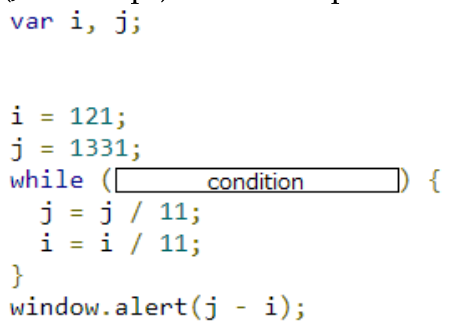 var i, j;
i = 121;
j = 1331;
while (condition) {
  j = j / 11;
  i = i / 11;
}
window.alert(j - i);